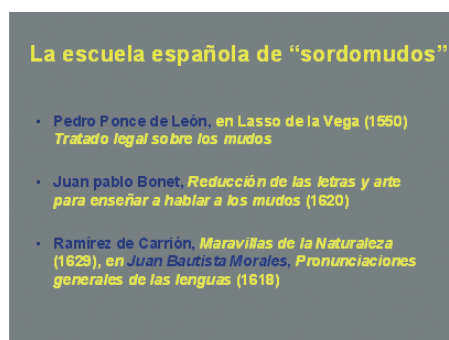 La escuela española de “sordomudos”
• Pedro Ponce de León, en Lasso de la Vega (1550)
Tratado legal sobre los mudos
• Juan pablo Bonet, Reducción de las letras y arte
para enseñar a hablar a los mudos (1620)
• Ramírez de Carrión, Maravillas de la Naturaleza
(1629), en Juan Bautista Morales, Pronunciaciones
generales de las lenguas (1618)